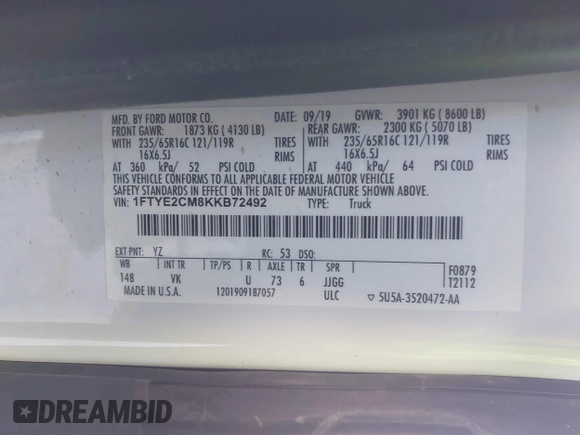 MFD. BY FORD MOTOR CO. DATE: 09/19 GVWR: 3901 KG ( 8600 LB)
FRONT GAWR: 1873 KG ( 4130 LB) REAR GAWR: 2300 KG ( 5070 LB)
WITH 235/65R16C 121/119R TIRES WITH 235/65R16C 121/119R TIRES
16X6.5J RIMS 16X6.5J RIMS
AT 360 kPa/ 52 PSI COLD AT 440 kPa/ 64 PSI COLD
THIS VEHICLE CONFORMS TO ALL APPLICABLE FEDERAL MOTOR VEHICLE
SAFETY STANDARDS IN EFFECT ON THE DATE OF MANUFACTURE SHOWN ABOVE.
VIN: 1FTYE2CM8KKB72492 TYPE: Truck
EXT PNT: YZ RC: 53 DSO:
WB INT TR TP/PS R AXLE TR SPR F0879
148 VK U 73 6 JJGG T2112
MADE IN U.S.A. 1201909187057 ULC ▽ 5U5A-3520472-AA
DREAMBID